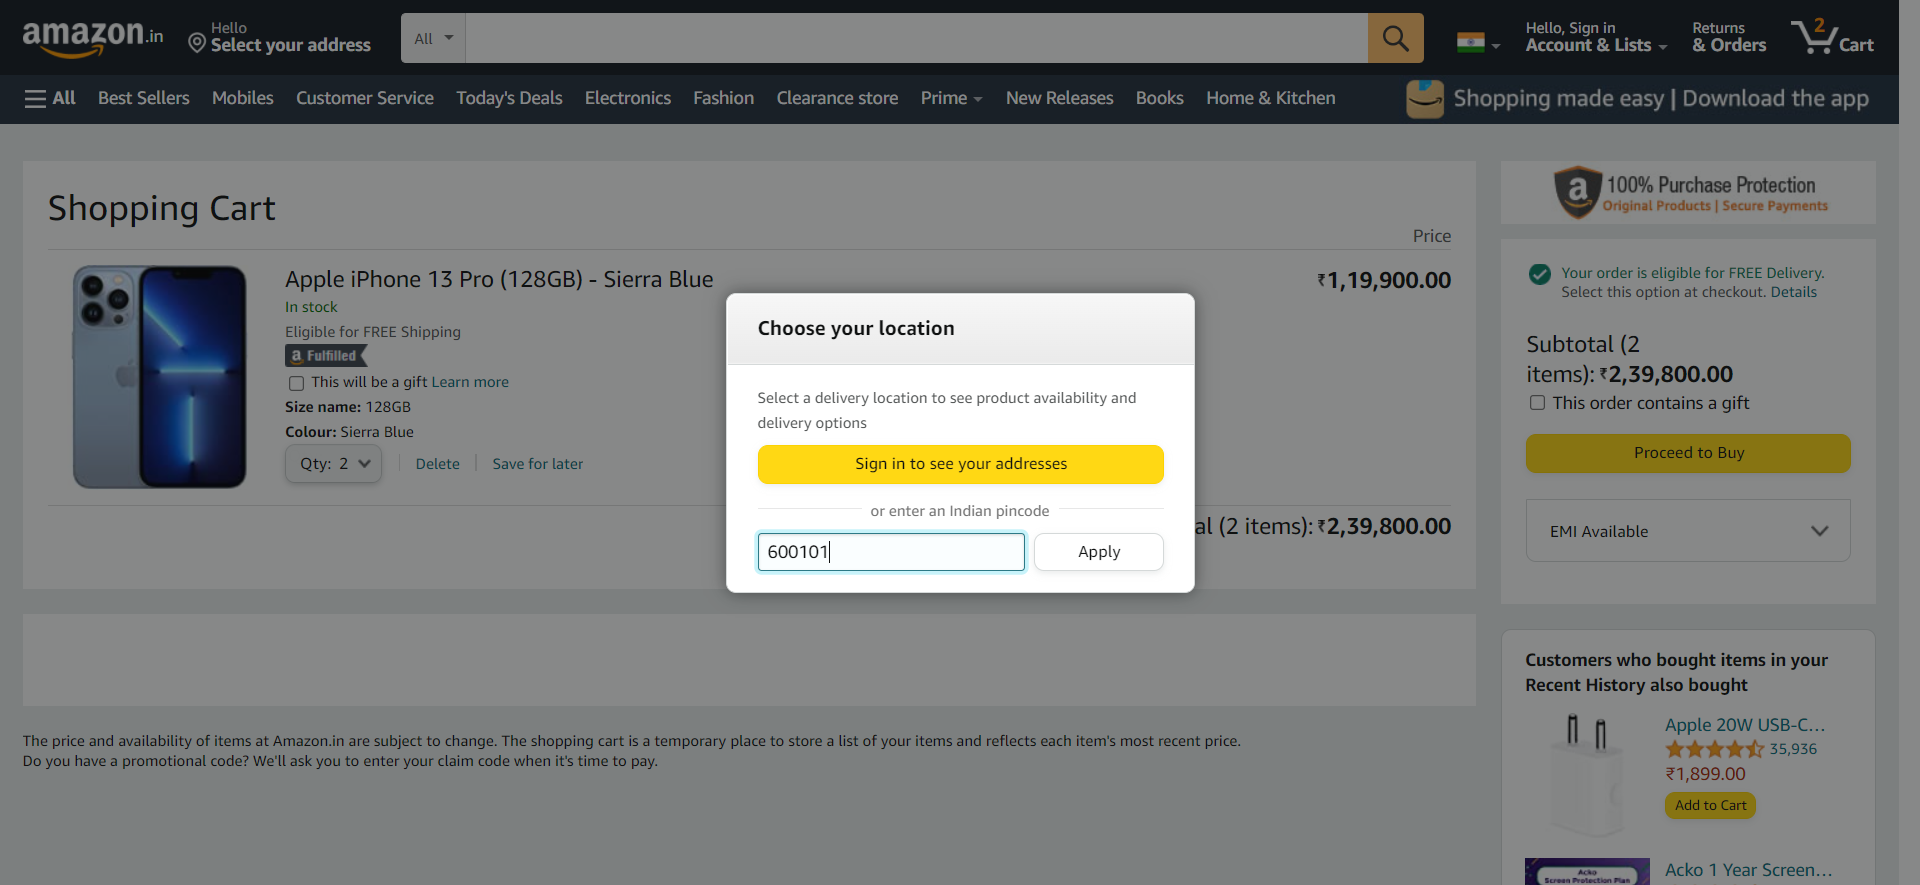 amazon.in
Hello
Select your address
All
Hello, Sign in
Account & Lists
Returns
& Orders
2
Cart
All
Best Sellers
Mobiles
Customer Service
Today's Deals
Electronics
Fashion
Clearance store
Prime
New Releases
Books
Home & Kitchen
Shopping made easy | Download the app
Shopping Cart
Price
Apple iPhone 13 Pro (128GB) - Sierra Blue
₹1,19,900.00
In stock
Eligible for FREE Shipping
a Fulfilled
This will be a gift Learn more
Size name: 128GB
Colour: Sierra Blue
Qty: 2
Delete
Save for later
al (2 items): ₹2,39,800.00
Choose your location
Select a delivery location to see product availability and
delivery options
Sign in to see your addresses
or enter an Indian pincode
600101
Apply
The price and availability of items at Amazon.in are subject to change. The shopping cart is a temporary place to store a list of your items and reflects each item's most recent price.
Do you have a promotional code? We'll ask you to enter your claim code when it's time to pay.
a 100% Purchase Protection
Original Products | Secure Payments
Your order is eligible for FREE Delivery.
Select this option at checkout. Details
Subtotal (2
items): ₹2,39,800.00
This order contains a gift
Proceed to Buy
EMI Available
Customers who bought items in your
Recent History also bought
Apple 20W USB-C...
35,936
₹1,899.00
Add to Cart
Acko
Screen Protection Plan
Acko 1 Year Screen...